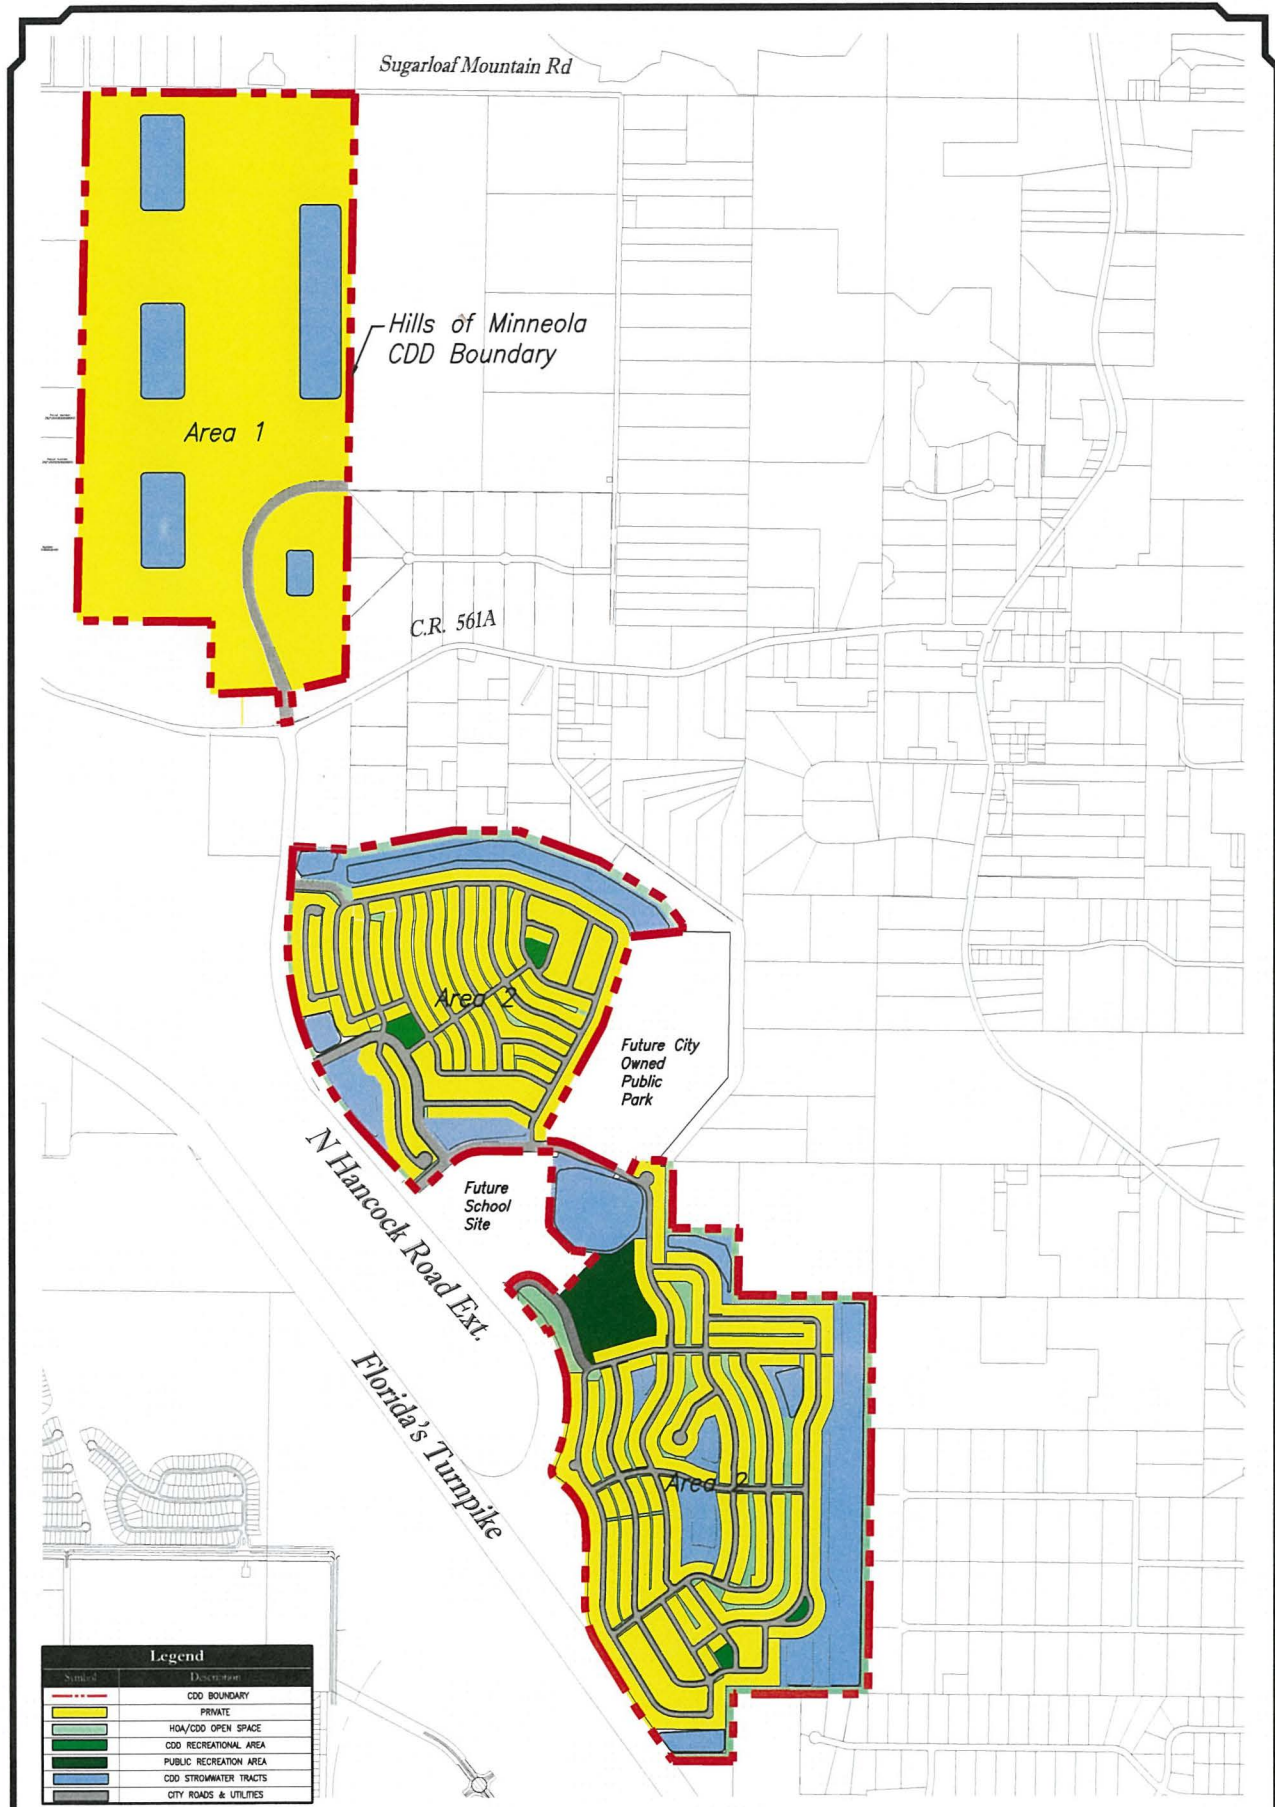 Sugarloaf Mountain Rd
Hills of Minneola
CDD Boundary
Area 1
C.R. 561A
Area 2
Future City
Owned
Public
Park
N Hancock Road Ext.
Future
School
Site
Florida's Turnpike
Area 2
Legend
Symbol Description
CDD BOUNDARY
PRIVATE
HOA/CDD OPEN SPACE
CDD RECREATIONAL AREA
PUBLIC RECREATION AREA
CDD STROMWATER TRACTS
CITY ROADS & UTILITIES